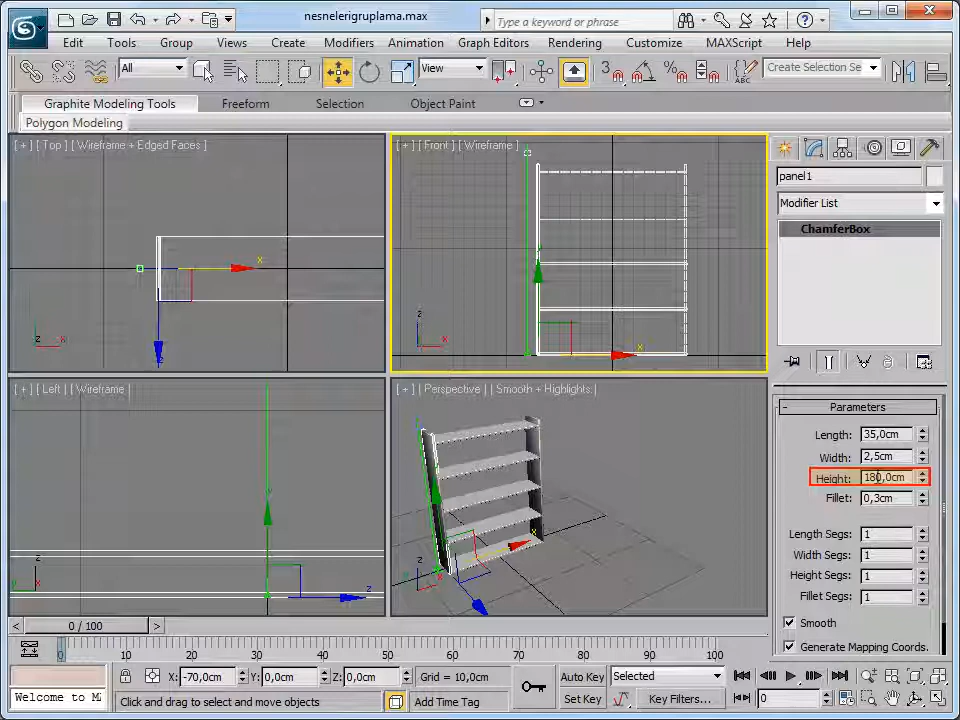 nesnelerigruplama.max
Type a keyword or phrase
Edit Tools Group Views Create Modifiers Animation Graph Editors Rendering Customize MAXScript Help
All View 3 % ABC Create Selection Se
Graphite Modeling Tools Freeform Selection Object Paint
Polygon Modeling
[ + ] [ Top ] [ Wireframe + Edged Faces ]
[ + ] [ Front ] [ Wireframe ]
panel1
Modifier List
ChamferBox
x
z
x
z x
z x
[ + ] [ Left ] [ Wireframe ]
[ + ] [ Perspective ] [ Smooth + Highlights ]
- Parameters
Length: 35,0cm
Width: 2,5cm
Height: 180,0cm
Fillet: 0,3cm
Length Segs: 1
Width Segs: 1
Height Segs: 1
Fillet Segs: 1
Smooth
Generate Mapping Coords.
z
x
z
x
z
x
< 0 / 100 >
0 10 20 30 40 50 60 70 80 90 100
X: -70,0cm Y: 0,0cm Z: 0,0cm Grid = 10,0cm Auto Key Selected
Welcome to MA Click and drag to select and move objects Add Time Tag Set Key Key Filters... 0